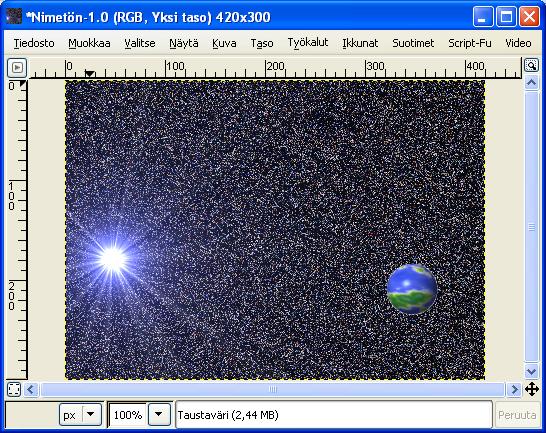 *Nimetön-1.0 (RGB, Yksi taso) 420x300
Tiedosto Muokkaa Valitse Näytä Kuva Taso Työkalut Ikkunat Suotimet Script-Fu Video
0 100 200 300 400
0
100
200
px 100% Taustaväri (2,44 MB) Peruuta